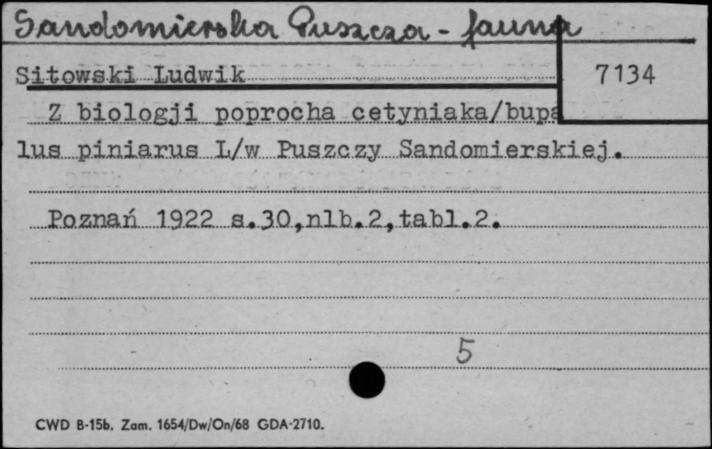 Sandomierska Puszcza - fauna
Sitowski Ludwik
7134
Z biologji poprocha cetyniaka/bupa
lus piniarus L/w Puszczy Sandomierskiej.
Poznań 1922 s.30,nlb.2,tabl.2.
5
CWD B-15b. Zam. 1654/Dw/On/68 GDA-2710.